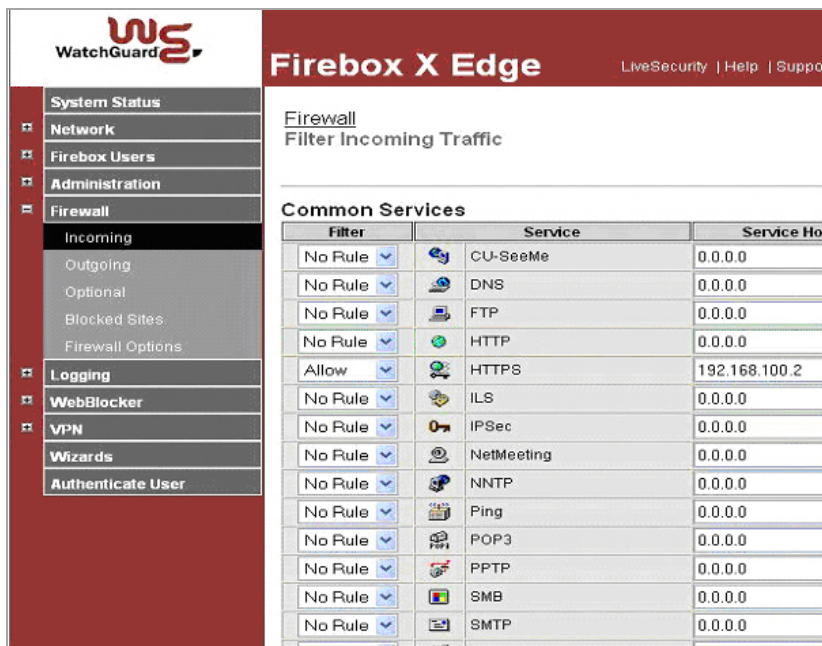 WatchGuard
Firebox X Edge
LiveSecurity | Help | Suppo
System Status
Network
Firebox Users
Administration
Firewall
Incoming
Outgoing
Optional
Blocked Sites
Firewall Options
Logging
WebBlocker
VPN
Wizards
Authenticate User
Firewall
Filter Incoming Traffic
Common Services
Filter Service Service Ho
No Rule CU-SeeMe 0.0.0.0
No Rule DNS 0.0.0.0
No Rule FTP 0.0.0.0
No Rule HTTP 0.0.0.0
Allow HTTPS 192.168.100.2
No Rule ILS 0.0.0.0
No Rule IPSec 0.0.0.0
No Rule NetMeeting 0.0.0.0
No Rule NNTP 0.0.0.0
No Rule Ping 0.0.0.0
No Rule POP3 0.0.0.0
No Rule PPTP 0.0.0.0
No Rule SMB 0.0.0.0
No Rule SMTP 0.0.0.0